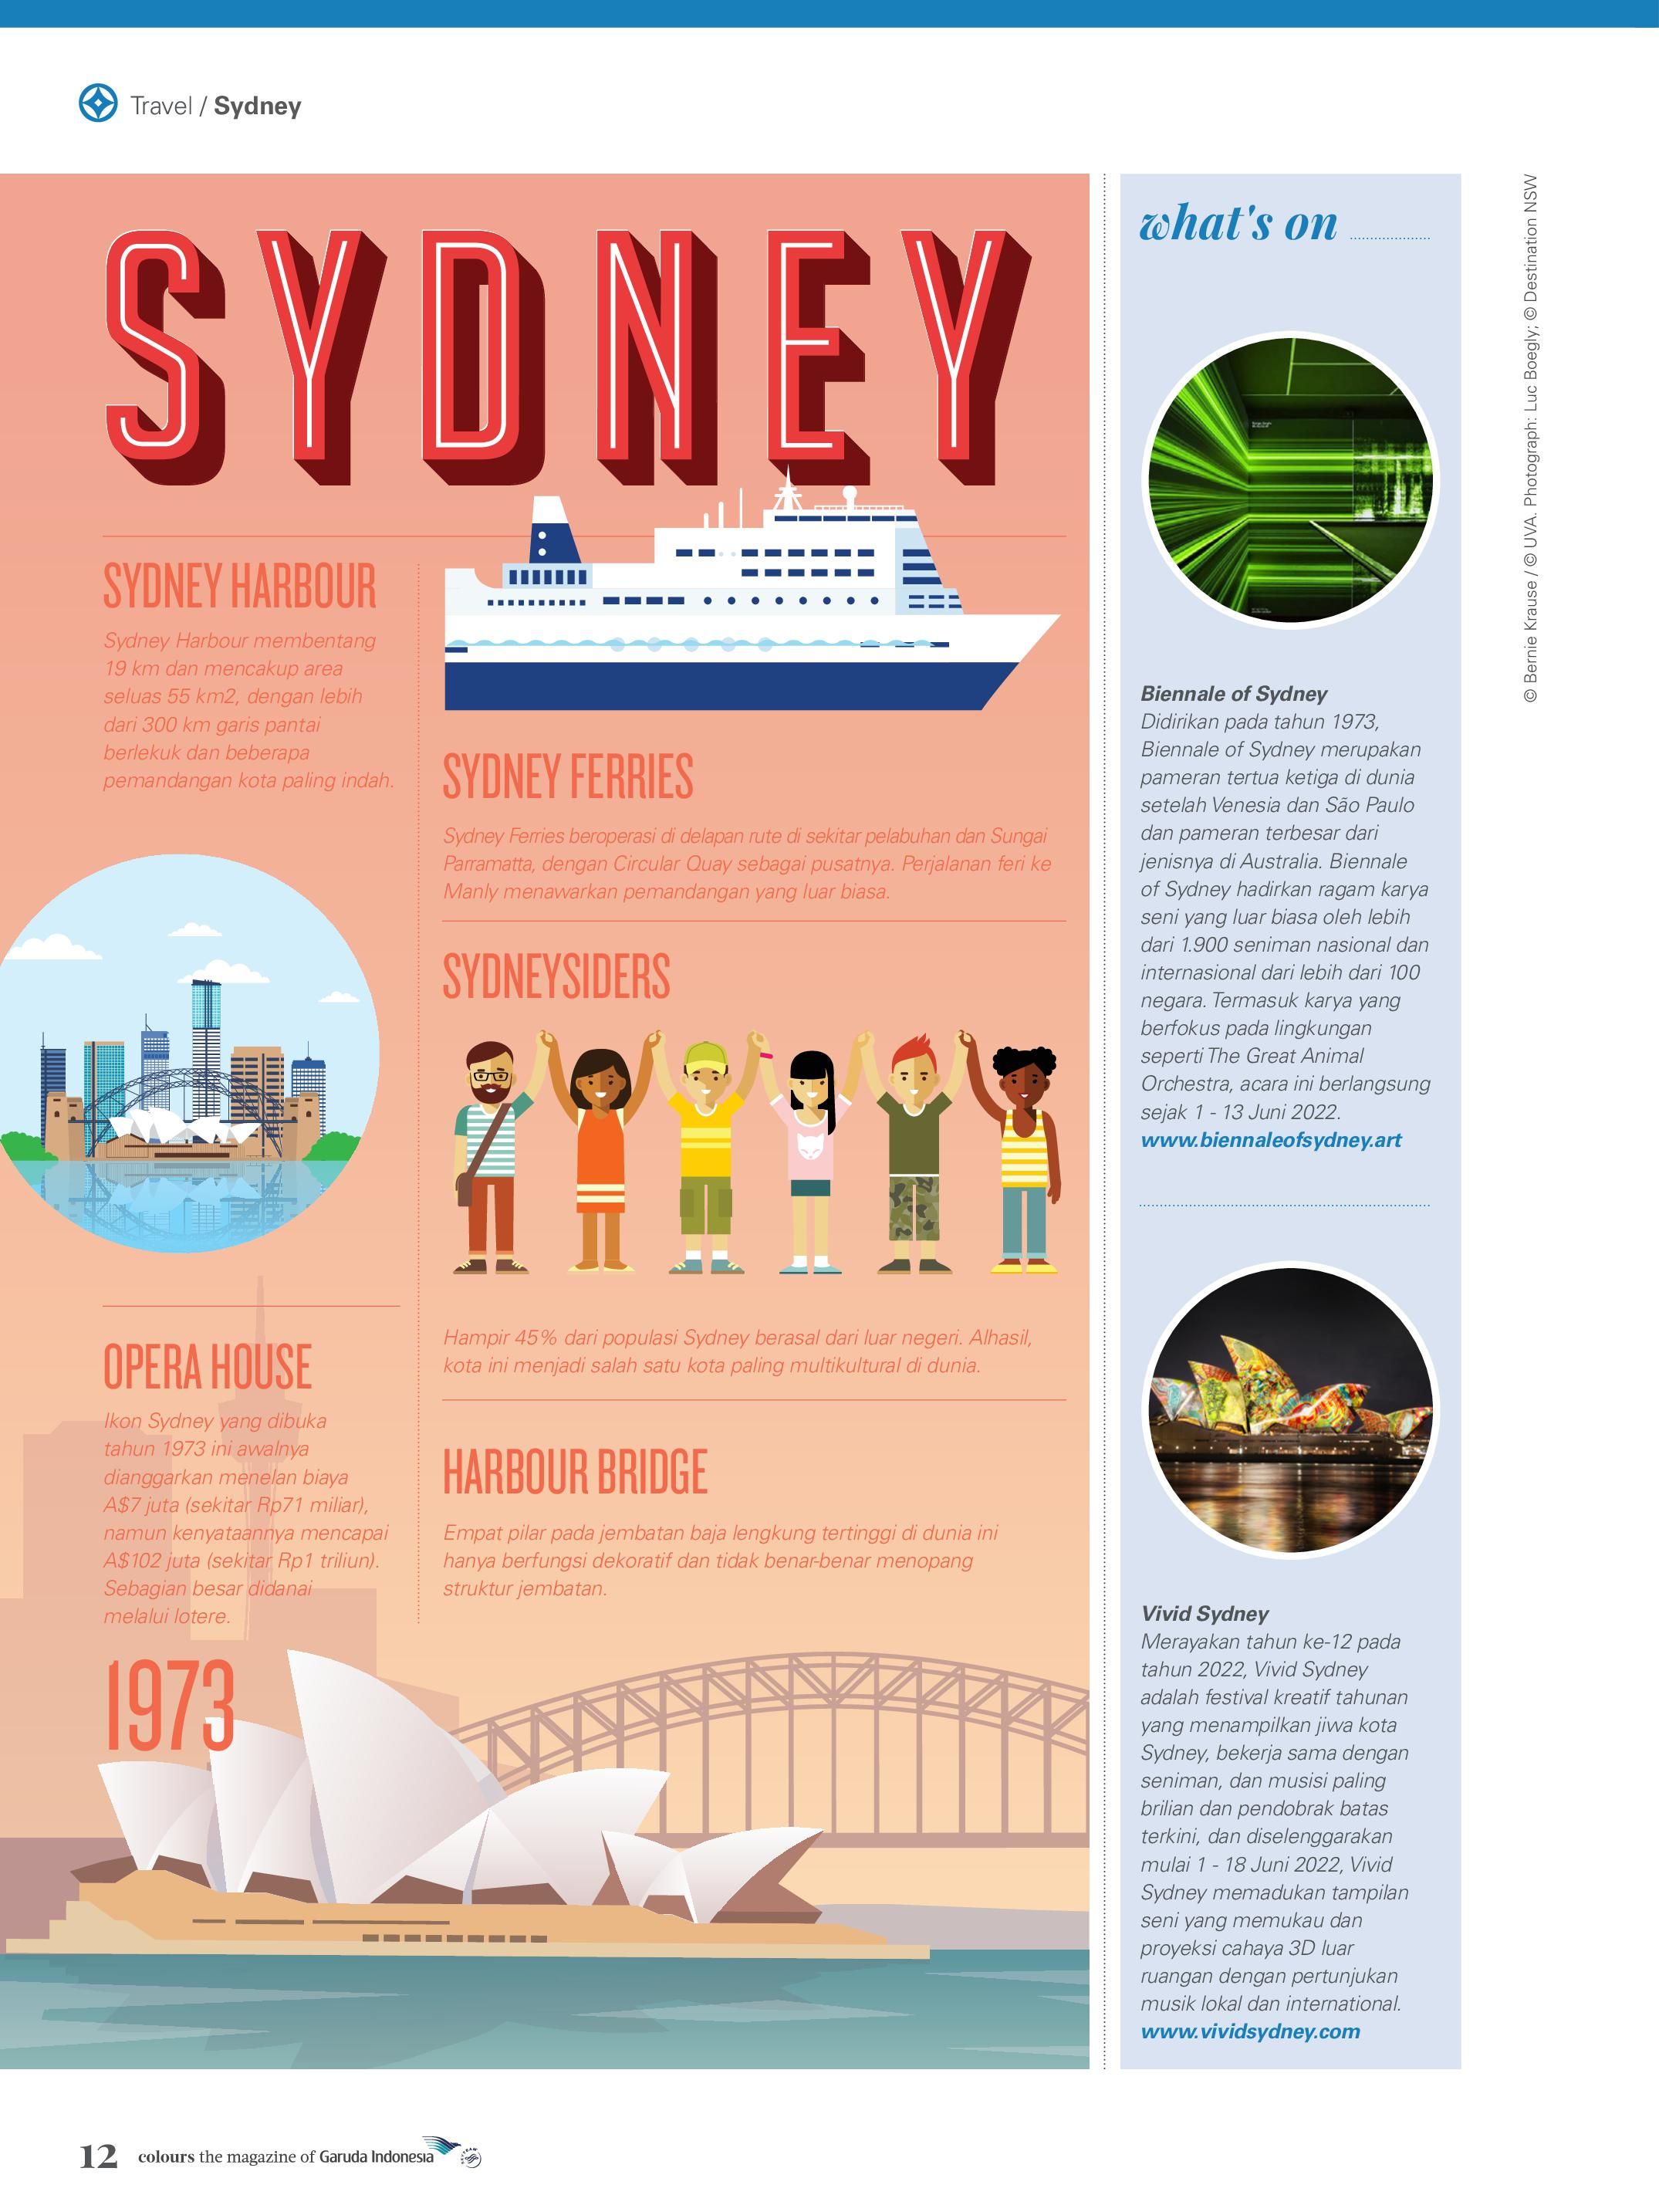 Travel / Sydney
SYDNEY
SYDNEY HARBOUR
Sydney Harbour membentang
19 km dan mencakup area
seluas 55 km2, dengan lebih
dari 300 km garis pantai
berlekuk dan beberapa
pemandangan kota paling indah.
OPERA HOUSE
Ikon Sydney yang dibuka
tahun 1973 ini awalnya
dianggarkan menelan biaya
A$7 juta (sekitar Rp71 miliar),
namun kenyataannya mencapai
A$102 juta (sekitar Rp1 triliun).
Sebagian besar didanai
melalui lotere.
1973
SYDNEY FERRIES
Sydney Ferries beroperasi di delapan rute di sekitar pelabuhan dan Sungai
Parramatta, dengan Circular Quay sebagai pusatnya. Perjalanan feri ke
Manly menawarkan pemandangan yang luar biasa.
SYDNEYSIDERS
Hampir 45% dari populasi Sydney berasal dari luar negeri. Alhasil,
kota ini menjadi salah satu kota paling multikultural di dunia.
HARBOUR BRIDGE
Empat pilar pada jembatan baja lengkung tertinggi di dunia ini
hanya berfungsi dekoratif dan tidak benar-benar menopang
struktur jembatan.
what's on
Biennale of Sydney
Didirikan pada tahun 1973,
Biennale of Sydney merupakan
pameran tertua ketiga di dunia
setelah Venesia dan São Paulo
dan pameran terbesar dari
jenisnya di Australia. Biennale
of Sydney hadirkan ragam karya
seni yang luar biasa oleh lebih
dari 1.900 seniman nasional dan
internasional dari lebih dari 100
negara. Termasuk karya yang
berfokus pada lingkungan
seperti The Great Animal
Orchestra, acara ini berlangsung
sejak 1 - 13 Juni 2022.
www.biennaleofsydney.art
Vivid Sydney
Merayakan tahun ke-12 pada
tahun 2022, Vivid Sydney
adalah festival kreatif tahunan
yang menampilkan jiwa kota
Sydney, bekerja sama dengan
seniman, dan musisi paling
brilian dan pendobrak batas
terkini, dan diselenggarakan
mulai 1 - 18 Juni 2022, Vivid
Sydney memadukan tampilan
seni yang memukau dan
proyeksi cahaya 3D luar
ruangan dengan pertunjukan
musik lokal dan international.
www.vividsydney.com
© Bernie Krause / © UVA. Photograph: Luc Boegly; © Destination NSW
12 colours the magazine of Garuda Indonesia